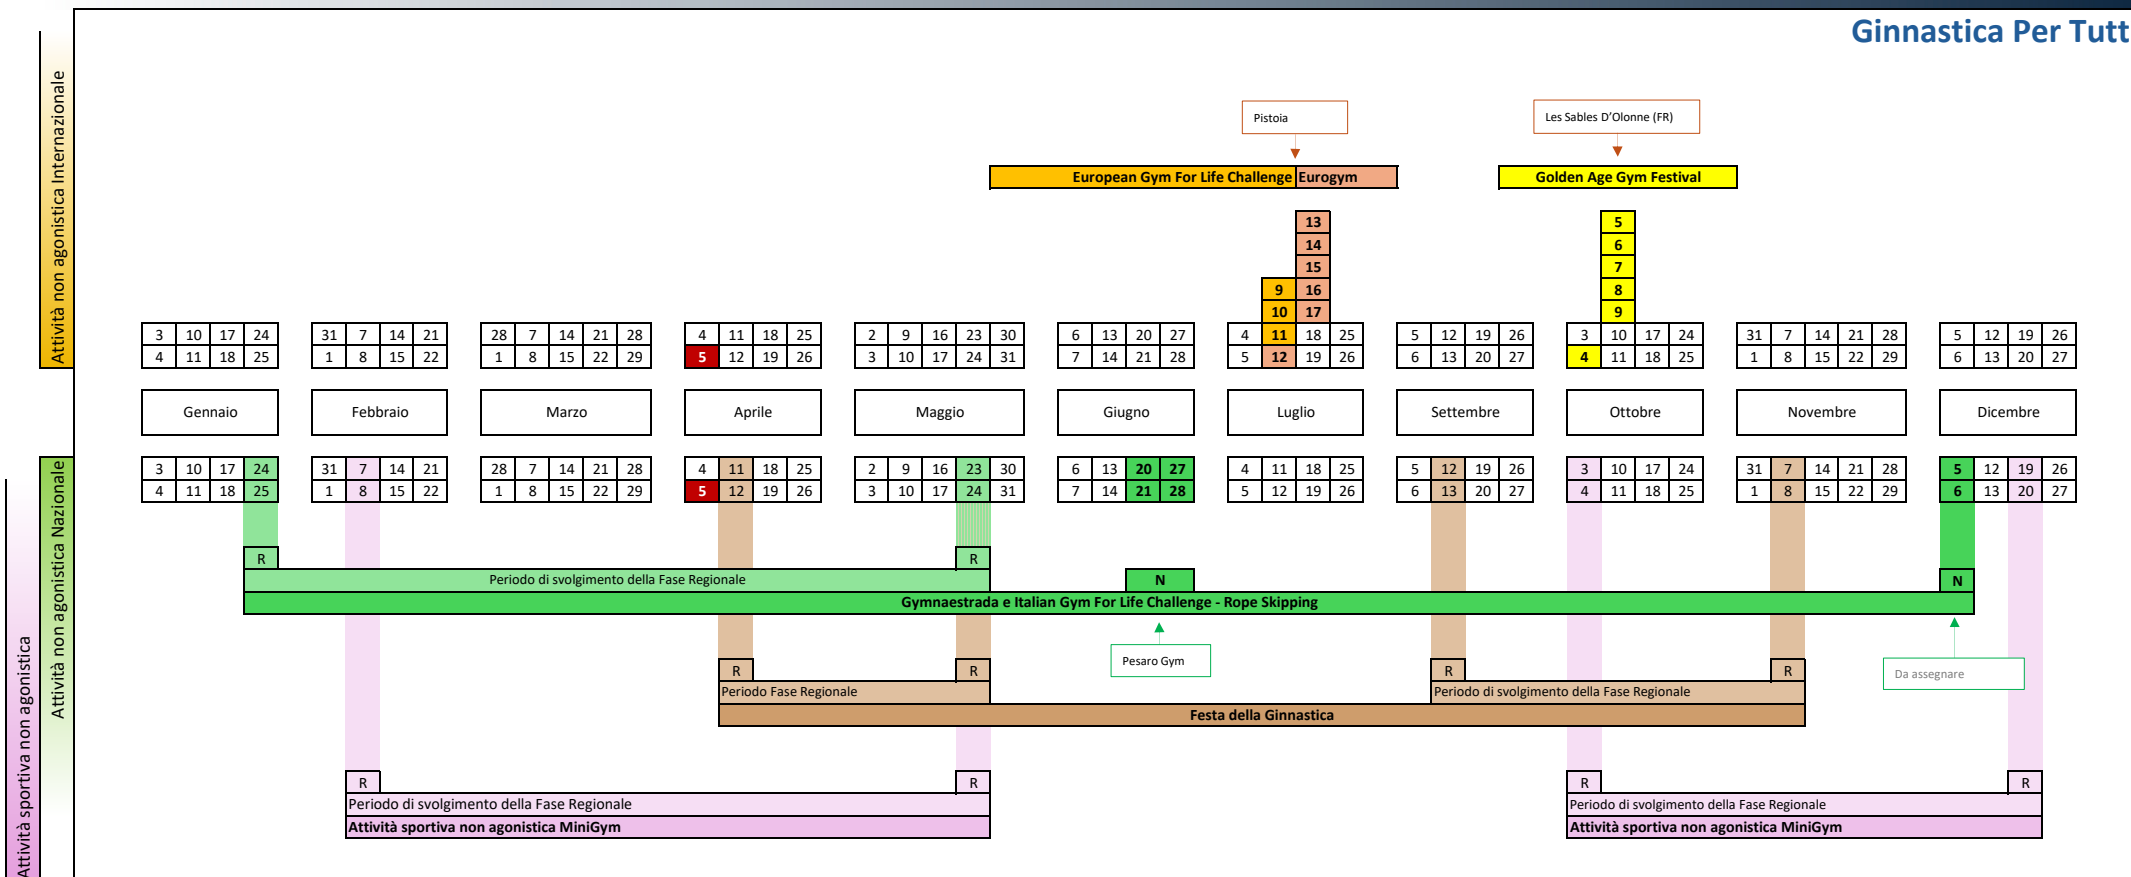 Ginnastica Per Tutt
Attività non agonistica Internazionale
Pistoia
Les Sables D'Olonne (FR)
European Gym For Life Challenge Eurogym
Golden Age Gym Festival
13 5
14 6
15 7
9 16 8
10 17 9
3 10 17 24 31 7 14 21 28 7 14 21 28 4 11 18 25 2 9 16 23 30 6 13 20 27 4 11 18 25 5 12 19 26 3 10 17 24 31 7 14 21 28 5 12 19 26
4 11 18 25 1 8 15 22 1 8 15 22 29 5 12 19 26 3 10 17 24 31 7 14 21 28 5 12 19 26 6 13 20 27 4 11 18 25 1 8 15 22 29 6 13 20 27
Gennaio Febbraio Marzo Aprile Maggio Giugno Luglio Settembre Ottobre Novembre Dicembre
Attività sportiva non agonistica
Attività non agonistica Nazionale
3 10 17 24 31 7 14 21 28 7 14 21 28 4 11 18 25 2 9 16 23 30 6 13 20 27 4 11 18 25 5 12 19 26 3 10 17 24 31 7 14 21 28 5 12 19 26
4 11 18 25 1 8 15 22 1 8 15 22 29 5 12 19 26 3 10 17 24 31 7 14 21 28 5 12 19 26 6 13 20 27 4 11 18 25 1 8 15 22 29 6 13 20 27
R R
Periodo di svolgimento della Fase Regionale N N
Gymnaestrada e Italian Gym For Life Challenge - Rope Skipping
Pesaro Gym
Da assegnare
R R R R
Periodo Fase Regionale Periodo di svolgimento della Fase Regionale
Festa della Ginnastica
R R R R
Periodo di svolgimento della Fase Regionale Periodo di svolgimento della Fase Regionale
Attività sportiva non agonistica MiniGym Attività sportiva non agonistica MiniGym